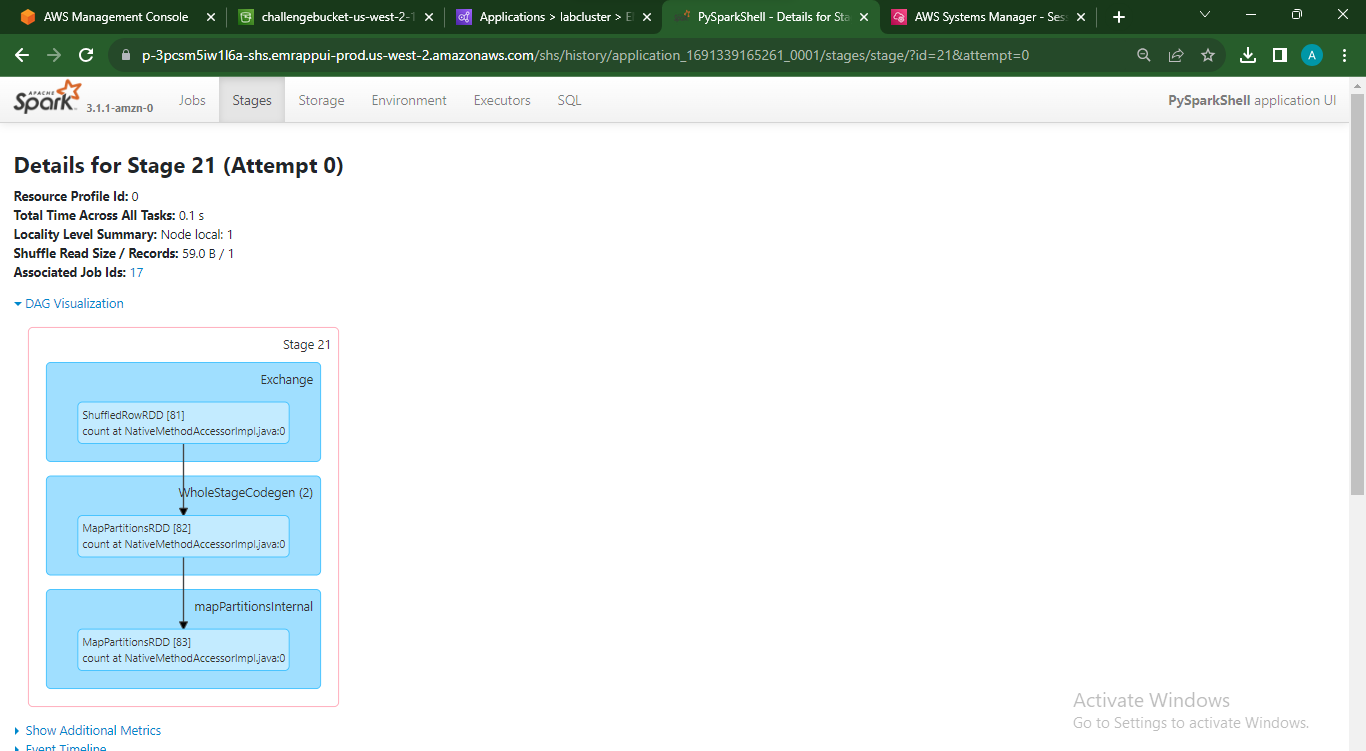 AWS Management Console
challengebucket-us-west-2-1
Applications > labcluster > E
PySparkShell - Details for Sta
AWS Systems Manager - Ses
p-3pcsm5iw1l6a-shs.emrappui-prod.us-west-2.amazonaws.com/shs/history/application_1691339165261_0001/stages/stage/?id=21&attempt=0
A
APACHE
Spark 3.1.1-amzn-0 Jobs Stages Storage Environment Executors SQL PySparkShell application UI
Details for Stage 21 (Attempt 0)
Resource Profile Id: 0
Total Time Across All Tasks: 0.1 s
Locality Level Summary: Node local: 1
Shuffle Read Size / Records: 59.0 B / 1
Associated Job Ids: 17
DAG Visualization
Stage 21
Exchange
ShuffledRowRDD [81]
count at NativeMethodAccessorImpl.java:0
WholeStageCodegen (2)
MapPartitionsRDD [82]
count at NativeMethodAccessorImpl.java:0
mapPartitionsInternal
MapPartitionsRDD [83]
count at NativeMethodAccessorImpl.java:0
Show Additional Metrics
Event Timeline
Activate Windows
Go to Settings to activate Windows.